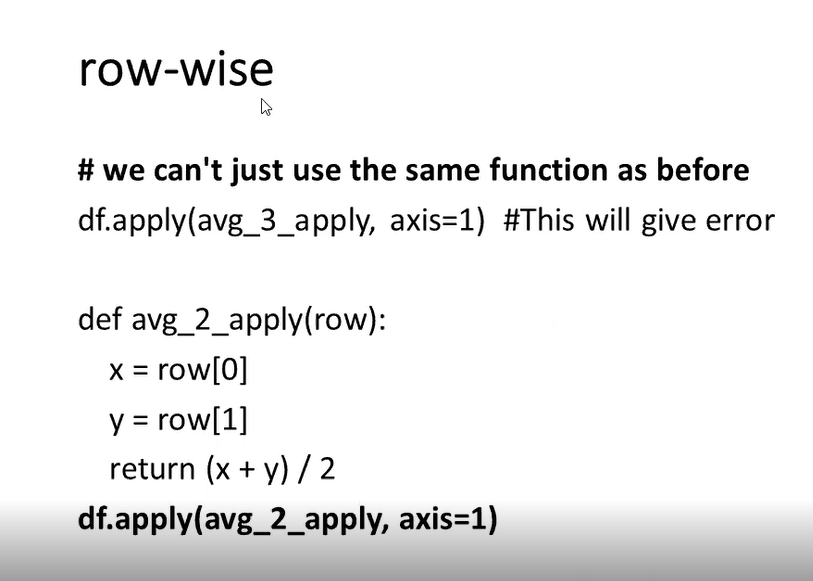 row-wise
# we can't just use the same function as before
df.apply(avg_3_apply, axis=1)  #This will give error
def avg_2_apply(row):
    x = row[0]
    y = row[1]
    return (x + y) / 2
df.apply(avg_2_apply, axis=1)